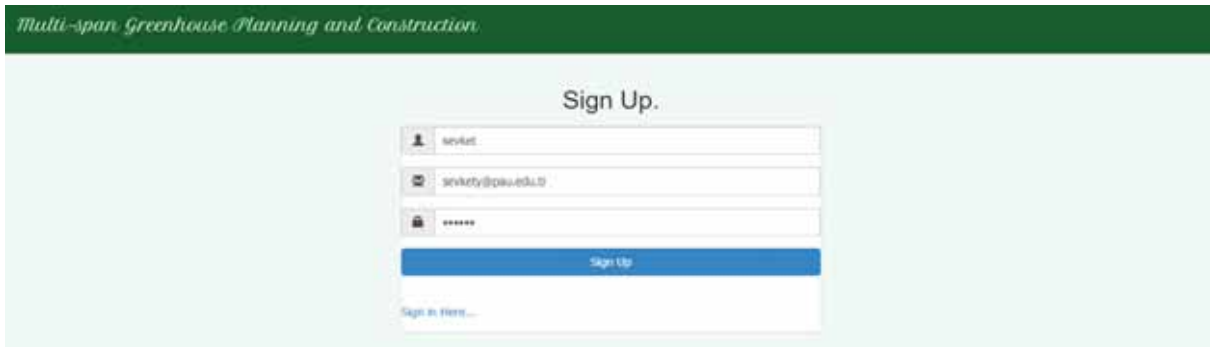 Multi-span Greenhouse Planning and Construction
Sign Up.
sevket
sevkety@pau.edu.tr
••••••
Sign Up
Sign In Here...